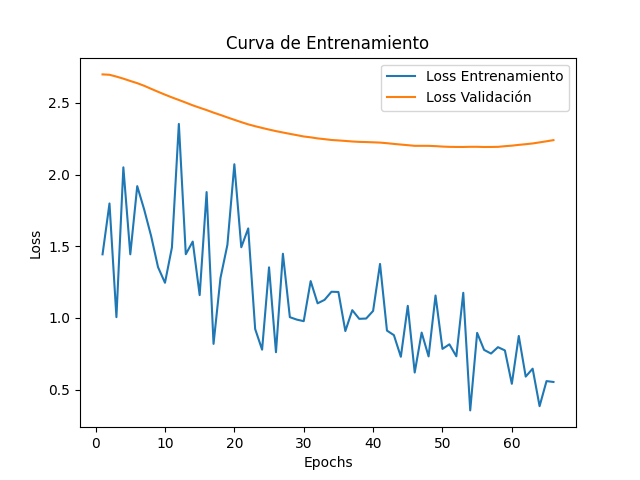 Curva de Entrenamiento
Loss Entrenamiento
Loss Validación
Loss
2.5
2.0
1.5
1.0
0.5
0 10 20 30 40 50 60
Epochs